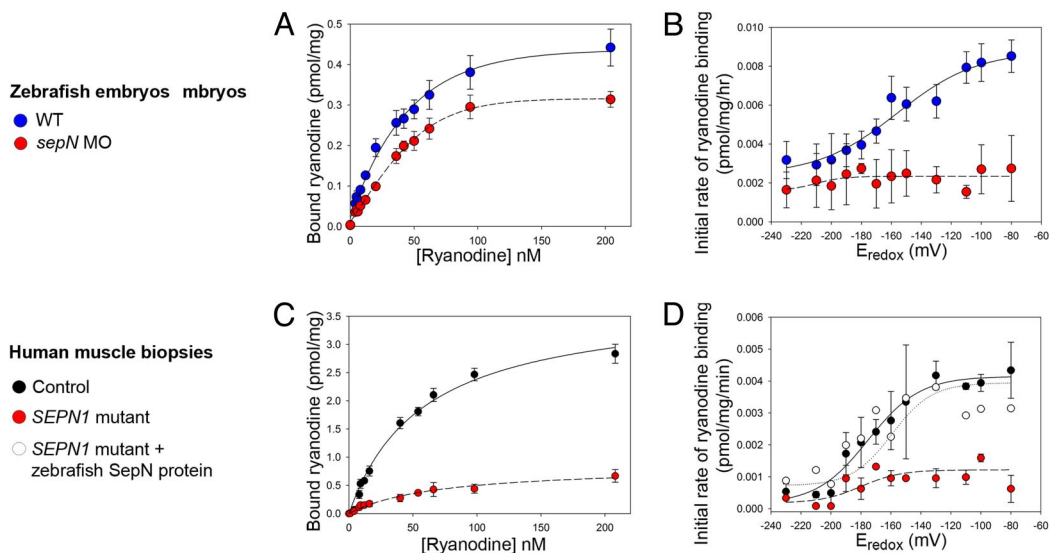 A
Bound ryanodine (pmol/mg)
0.5
0.4
0.3
0.2
0.1
0.0
0
50
100
150
200
[Ryanodine] nM
B
Initial rate of ryanodine binding
(pmol/mg/hr)
0.010
0.008
0.006
0.004
0.002
0.000
-240 -220 -200 -180 -160 -140 -120 -100 -80 -60
Eredox (mV)
Zebrafish embryos mbryos
WT
sepN MO
C
Bound ryanodine (pmol/mg)
3.5
3.0
2.5
2.0
1.5
1.0
0.5
0.0
0
50
100
150
200
[Ryanodine] nM
D
Initial rate of ryanodine binding
(pmol/mg/min)
0.006
0.005
0.004
0.003
0.002
0.001
0.000
-240 -220 -200 -180 -160 -140 -120 -100 -80 -60
Eredox (mV)
Human muscle biopsies
Control
SEPN1 mutant
SEPN1 mutant +
zebrafish SepN protein